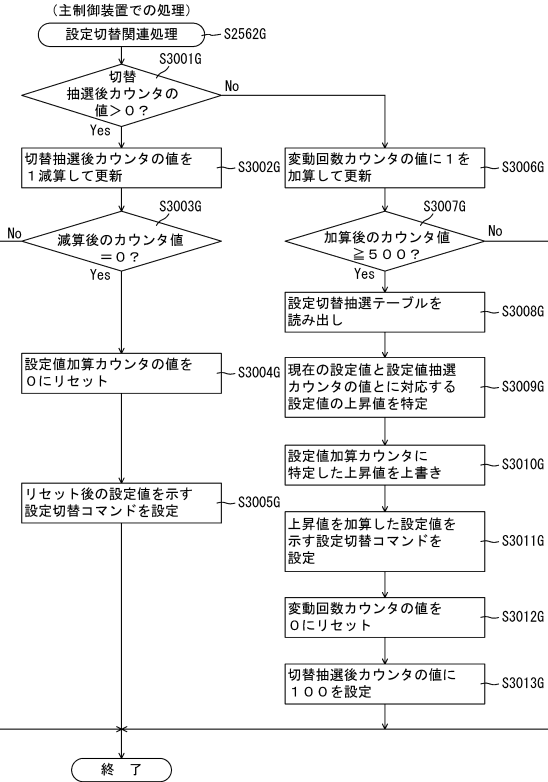 (主制御装置での処理)
設定切替関連処理
S2562G
S3001G
切替
抽選後カウンタの
値>0?
No
Yes
切替抽選後カウンタの値を
1減算して更新
S3002G
S3003G
減算後のカウンタ値
=0?
No
Yes
設定値加算カウンタの値を
0にリセット
S3004G
リセット後の設定値を示す
設定切替コマンドを設定
S3005G
変動回数カウンタの値に1を
加算して更新
S3006G
S3007G
加算後のカウンタ値
≧500?
No
Yes
設定切替抽選テーブルを
読み出し
S3008G
現在の設定値と設定値抽選
カウンタの値とに対応する
設定値の上昇値を特定
S3009G
設定値加算カウンタに
特定した上昇値を上書き
S3010G
上昇値を加算した設定値を
示す設定切替コマンドを
設定
S3011G
変動回数カウンタの値を
0にリセット
S3012G
切替抽選後カウンタの値に
100を設定
S3013G
終 了